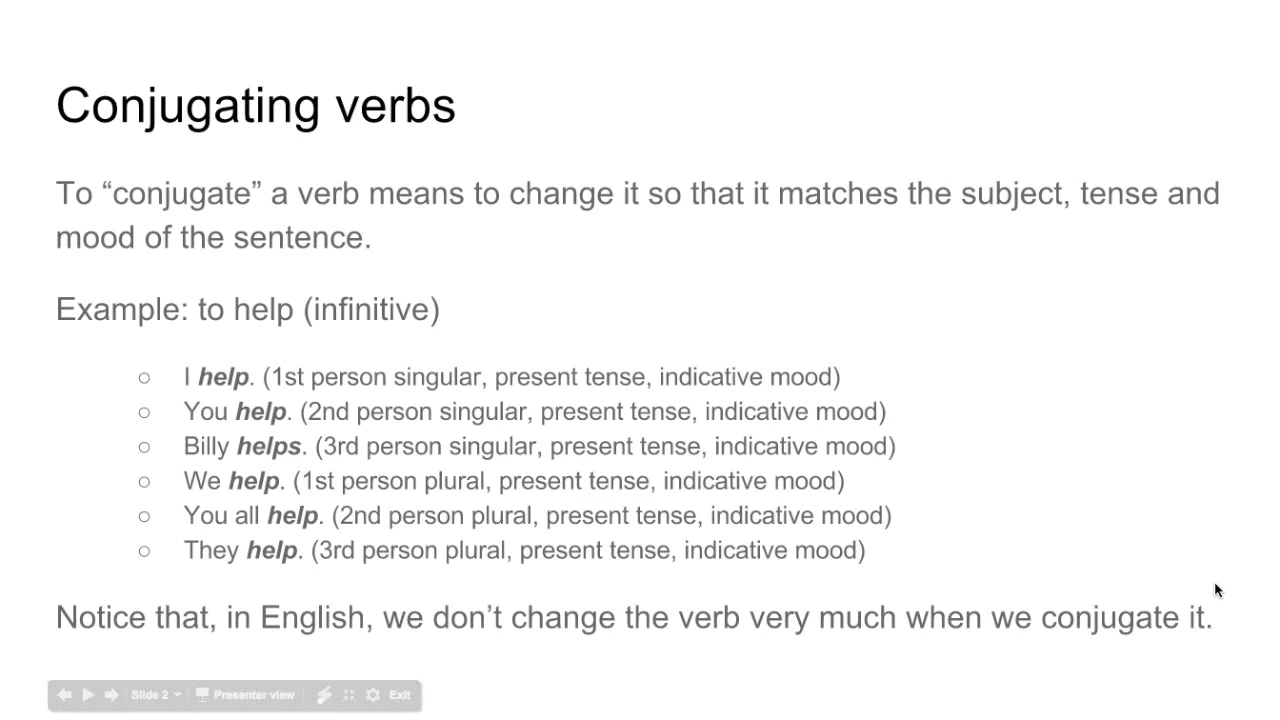 Conjugating verbs
To “conjugate” a verb means to change it so that it matches the subject, tense and
mood of the sentence.
Example: to help (infinitive)
○ I help. (1st person singular, present tense, indicative mood)
○ You help. (2nd person singular, present tense, indicative mood)
○ Billy helps. (3rd person singular, present tense, indicative mood)
○ We help. (1st person plural, present tense, indicative mood)
○ You all help. (2nd person plural, present tense, indicative mood)
○ They help. (3rd person plural, present tense, indicative mood)
Notice that, in English, we don’t change the verb very much when we conjugate it.
Slide 2 Presenter view Exit